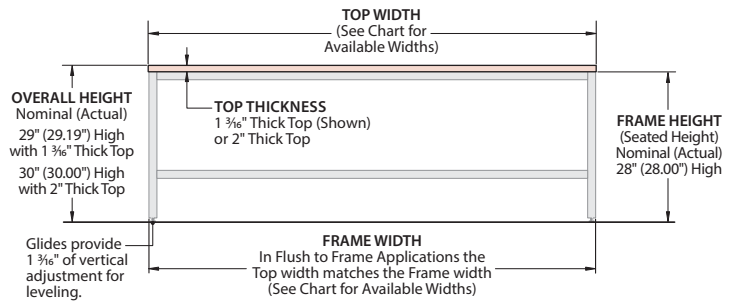 TOP WIDTH
(See Chart for
Available Widths)
OVERALL HEIGHT
Nominal (Actual)
29" (29.19") High
with 1 3⁄16" Thick Top
30" (30.00") High
with 2" Thick Top
TOP THICKNESS
1 3⁄16" Thick Top (Shown)
or 2" Thick Top
FRAME HEIGHT
(Seated Height)
Nominal (Actual)
28" (28.00") High
Glides provide
1 3⁄16" of vertical
adjustment for
leveling.
FRAME WIDTH
In Flush to Frame Applications the
Top width matches the Frame width
(See Chart for Available Widths)